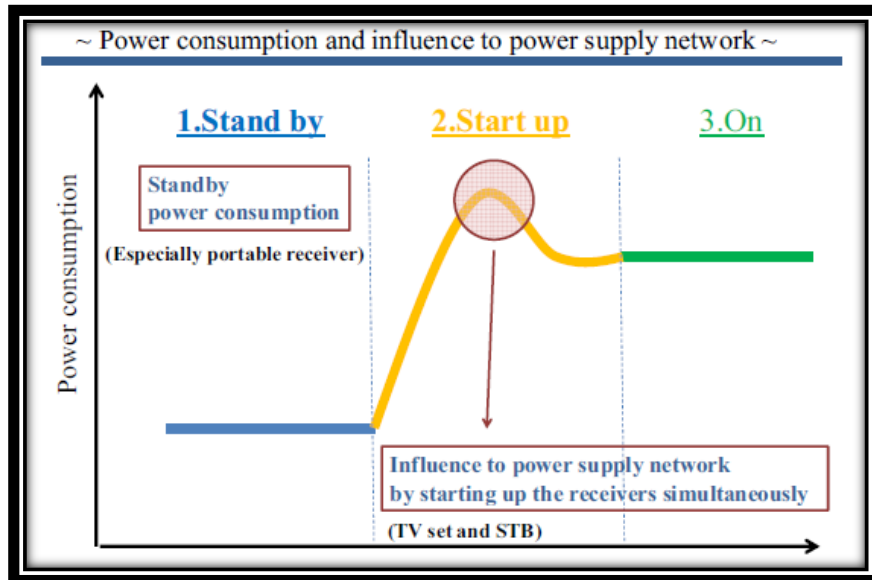 ~ Power consumption and influence to power supply network ~
1.Stand by
2.Start up
3.On
Power consumption
Standby
power consumption
(Especially portable receiver)
Influence to power supply network
by starting up the receivers simultaneously
(TV set and STB)